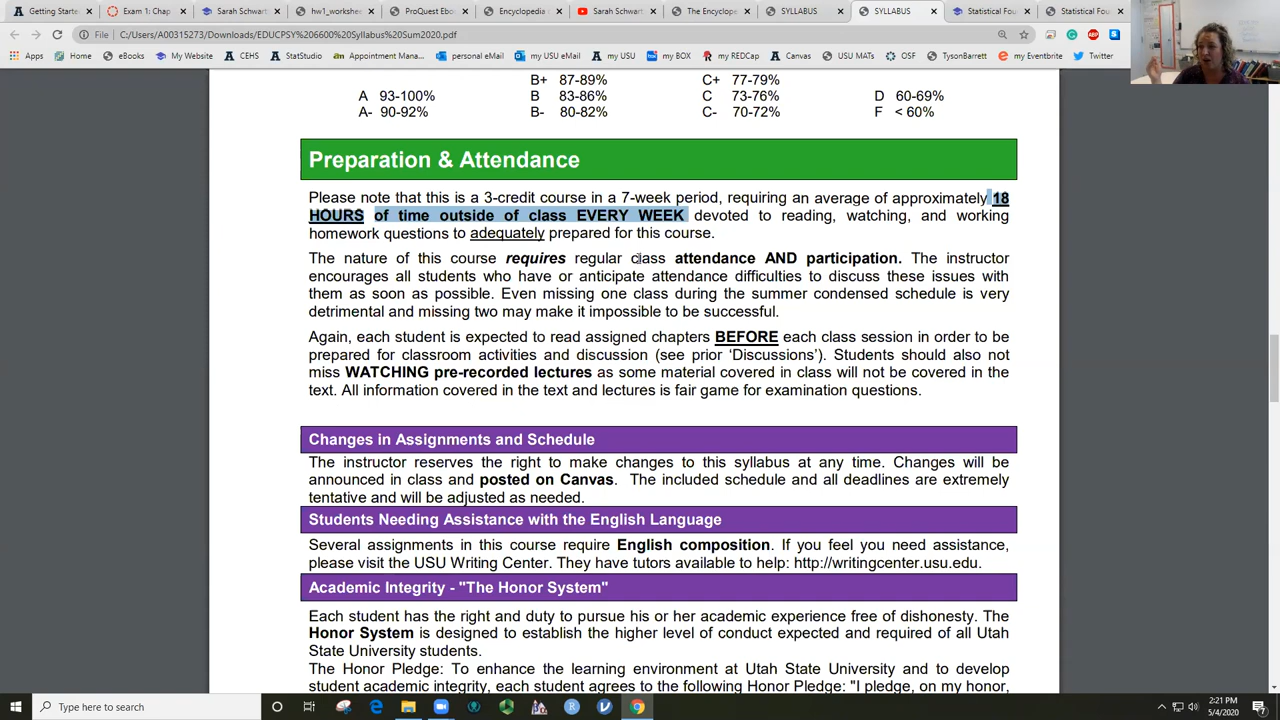 Getting Starte
Exam 1: Chap
Sarah Schwart
hw1_workshee
ProQuest Eboo
Encyclopedia
Sarah Schwart
The Encyclope
SYLLABUS
SYLLABUS
Statistical Four
Statistical Four
File
C:/Users/A00315273/Downloads/EDUCPSY%206600%20Syllabus%20Sum2020.pdf
Apps
Home
eBooks
My Website
CEHS
StatStudio
Appointment Mana...
personal eMail
my USU eMail
my USU
my BOX
my REDCap
Canvas
USU MATs
OSF
TysonBarrett
my Eventbrite
Twitter
B+ 87-89% C+ 77-79%
A 93-100% B 83-86% C 73-76% D 60-69%
A- 90-92% B- 80-82% C- 70-72% F < 60%
Preparation & Attendance
Please note that this is a 3-credit course in a 7-week period, requiring an average of approximately 18
HOURS of time outside of class EVERY WEEK devoted to reading, watching, and working
homework questions to adequately prepared for this course.
The nature of this course requires regular class attendance AND participation. The instructor
encourages all students who have or anticipate attendance difficulties to discuss these issues with
them as soon as possible. Even missing one class during the summer condensed schedule is very
detrimental and missing two may make it impossible to be successful.
Again, each student is expected to read assigned chapters BEFORE each class session in order to be
prepared for classroom activities and discussion (see prior ‘Discussions’). Students should also not
miss WATCHING pre-recorded lectures as some material covered in class will not be covered in the
text. All information covered in the text and lectures is fair game for examination questions.
Changes in Assignments and Schedule
The instructor reserves the right to make changes to this syllabus at any time. Changes will be
announced in class and posted on Canvas. The included schedule and all deadlines are extremely
tentative and will be adjusted as needed.
Students Needing Assistance with the English Language
Several assignments in this course require English composition. If you feel you need assistance,
please visit the USU Writing Center. They have tutors available to help: http://writingcenter.usu.edu.
Academic Integrity - "The Honor System"
Each student has the right and duty to pursue his or her academic experience free of dishonesty. The
Honor System is designed to establish the higher level of conduct expected and required of all Utah
State University students.
The Honor Pledge: To enhance the learning environment at Utah State University and to develop
student academic integrity, each student agrees to the following Honor Pledge: "I pledge, on my honor,
Type here to search
2:21 PM
5/4/2020